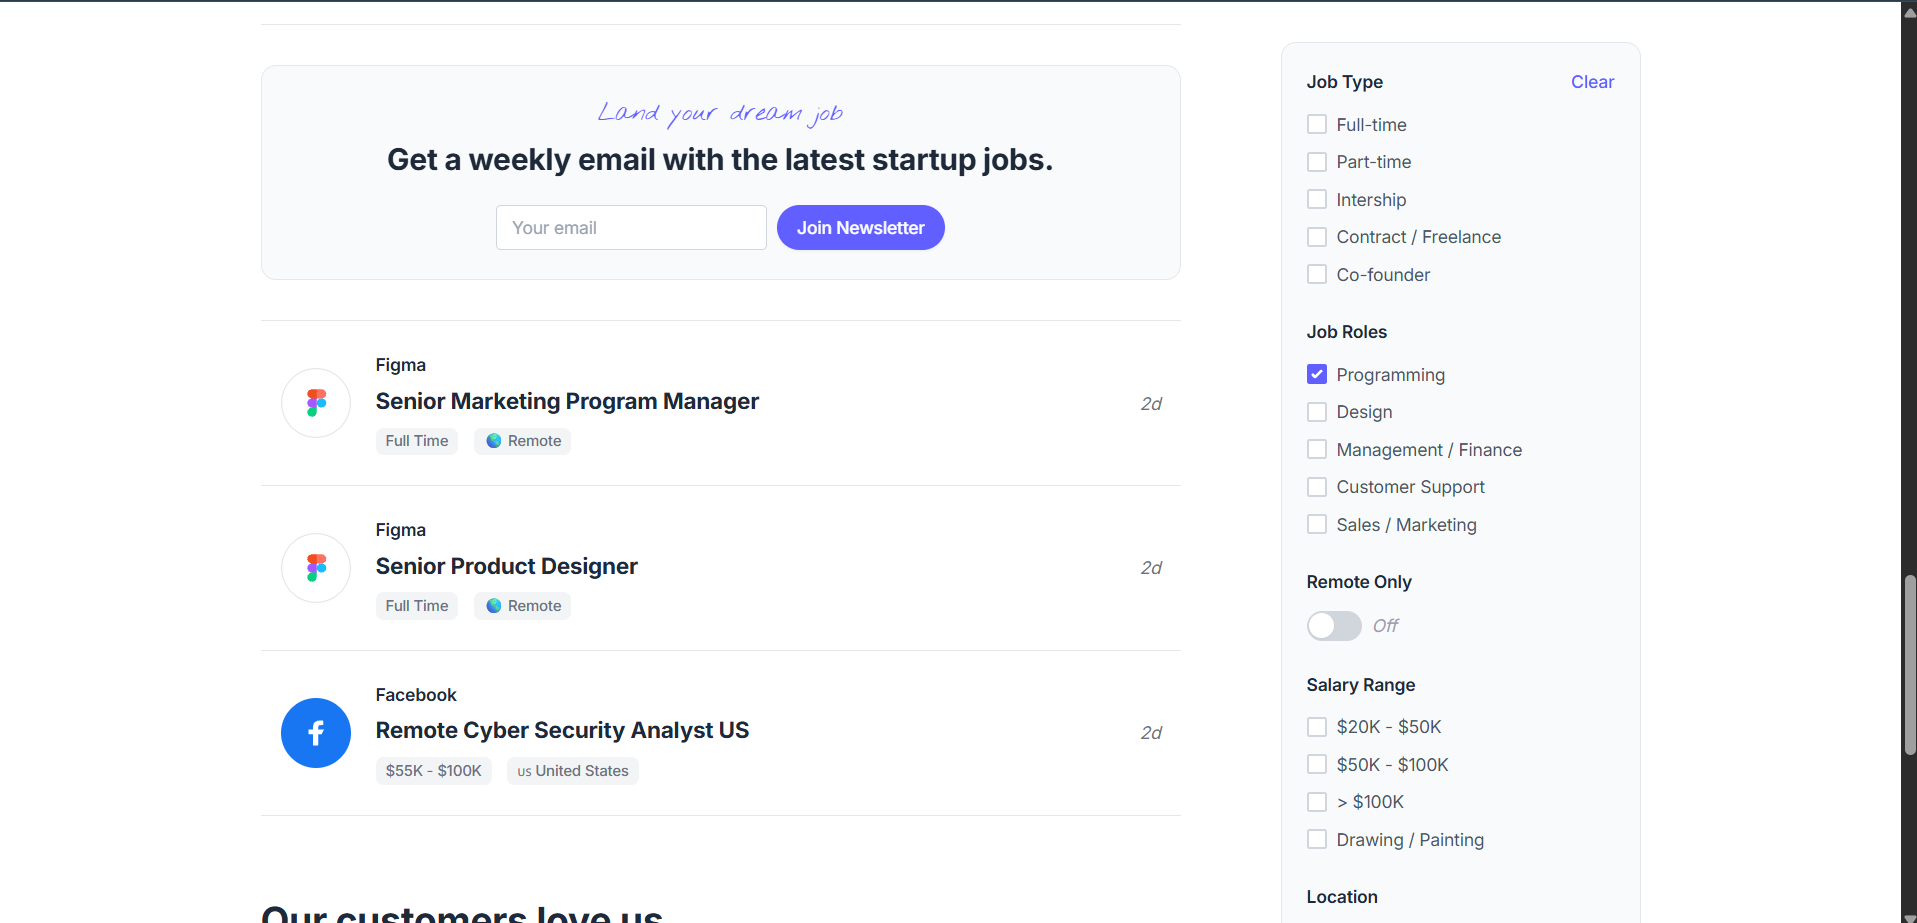 Land your dream job
Get a weekly email with the latest startup jobs.
Your email
Join Newsletter
Figma
Senior Marketing Program Manager
Full Time
Remote
2d
Figma
Senior Product Designer
Full Time
Remote
2d
Facebook
Remote Cyber Security Analyst US
$55K - $100K
us United States
2d
Our customers love us
Job Type
Clear
Full-time
Part-time
Intership
Contract / Freelance
Co-founder
Job Roles
Programming
Design
Management / Finance
Customer Support
Sales / Marketing
Remote Only
Off
Salary Range
$20K - $50K
$50K - $100K
> $100K
Drawing / Painting
Location